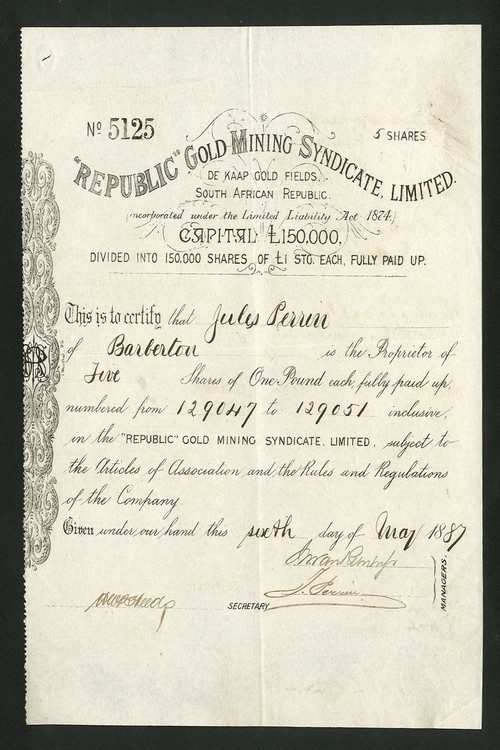 Nº 5125
5 SHARES
"REPUBLIC" GOLD MINING SYNDICATE, LIMITED.
DE KAAP GOLD FIELDS,
SOUTH AFRICAN REPUBLIC.
(Incorporated under the Limited Liability Act 1874)
CAPITAL £150,000,
DIVIDED INTO 150,000 SHARES OF £1 STG. EACH, FULLY PAID UP.
This is to certify that Jules Perrin
of Barberton is the Proprietor of
Five Shares of One Pound each, fully paid up,
numbered from 129047 to 129051 inclusive,
in the "REPUBLIC" GOLD MINING SYNDICATE, LIMITED, subject to
the Articles of Association and the Rules and Regulations
of the Company
Given under our hand this sixth day of May 1887
J. Perrin
SECRETARY
MANAGERS.